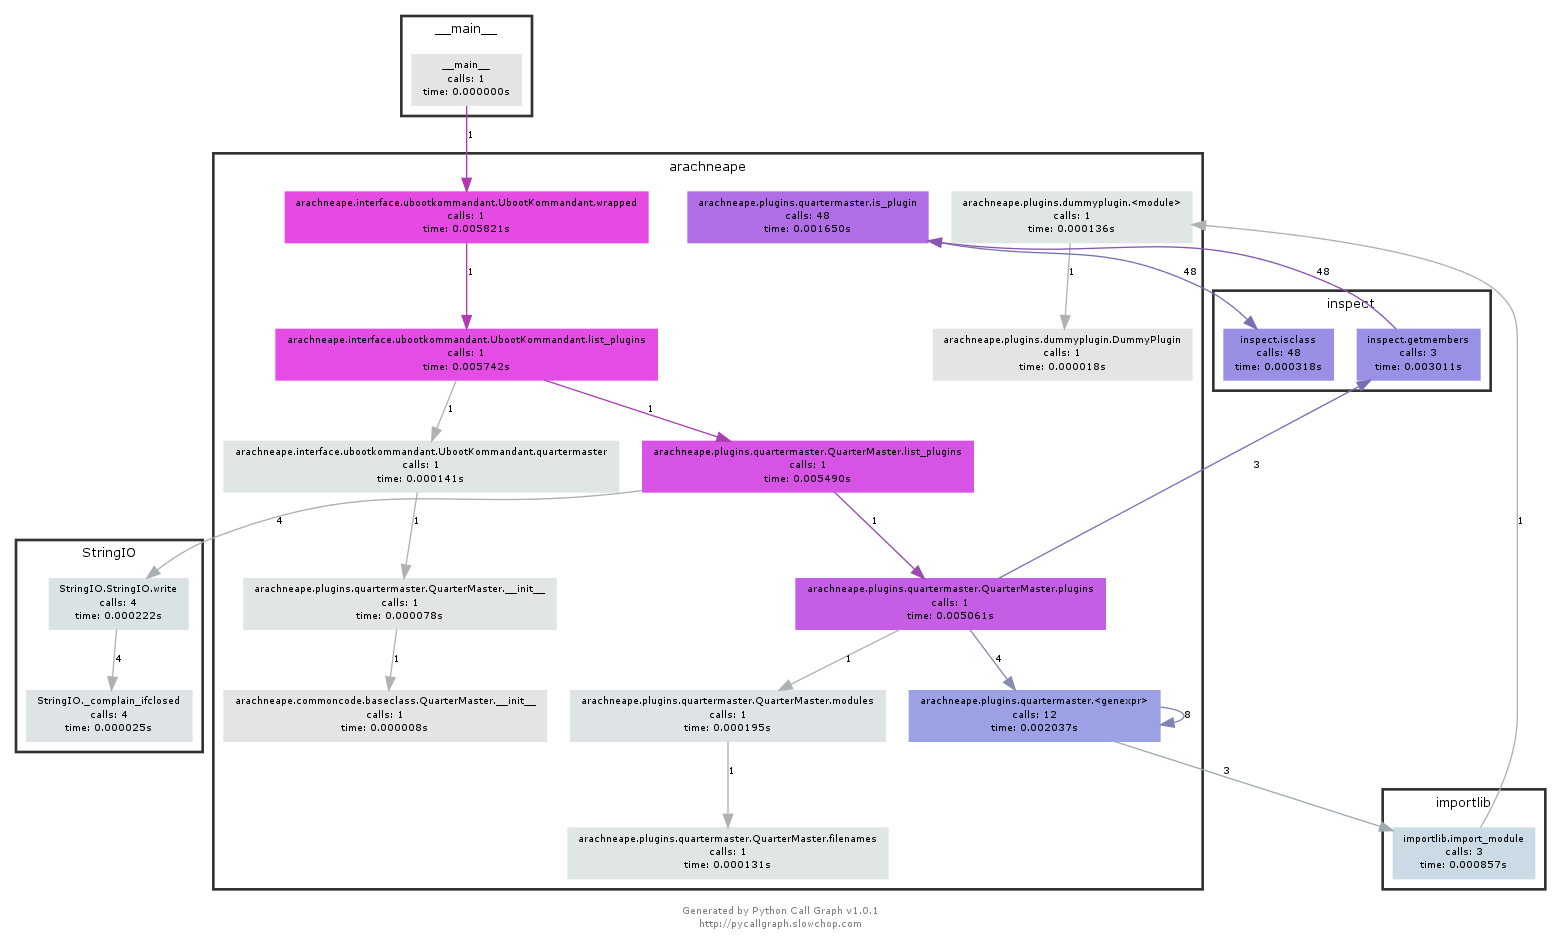 __main__
__main__
calls: 1
time: 0.000000s
1
arachneape
arachneape.interface.ubootkommandant.UbootKommandant.wrapped
calls: 1
time: 0.005821s
arachneape.plugins.quartermaster.is_plugin
calls: 48
time: 0.001650s
arachneape.plugins.dummyplugin.<module>
calls: 1
time: 0.000136s
1
1
48
48
inspect
arachneape.interface.ubootkommandant.UbootKommandant.list_plugins
calls: 1
time: 0.005742s
arachneape.plugins.dummyplugin.DummyPlugin
calls: 1
time: 0.000018s
inspect.isclass
calls: 48
time: 0.000318s
inspect.getmembers
calls: 3
time: 0.003011s
1
1
arachneape.interface.ubootkommandant.UbootKommandant.quartermaster
calls: 1
time: 0.000141s
arachneape.plugins.quartermaster.QuarterMaster.list_plugins
calls: 1
time: 0.005490s
3
4
1
1
1
StringIO
StringIO.StringIO.write
calls: 4
time: 0.000222s
arachneape.plugins.quartermaster.QuarterMaster.__init__
calls: 1
time: 0.000078s
arachneape.plugins.quartermaster.QuarterMaster.plugins
calls: 1
time: 0.005061s
4
1
1
4
StringIO._complain_ifclosed
calls: 4
time: 0.000025s
arachneape.commoncode.baseclass.QuarterMaster.__init__
calls: 1
time: 0.000008s
arachneape.plugins.quartermaster.QuarterMaster.modules
calls: 1
time: 0.000195s
arachneape.plugins.quartermaster.<genexpr>
calls: 12
time: 0.002037s
8
1
3
importlib
arachneape.plugins.quartermaster.QuarterMaster.filenames
calls: 1
time: 0.000131s
importlib.import_module
calls: 3
time: 0.000857s
Generated by Python Call Graph v1.0.1
http://pycallgraph.slowchop.com